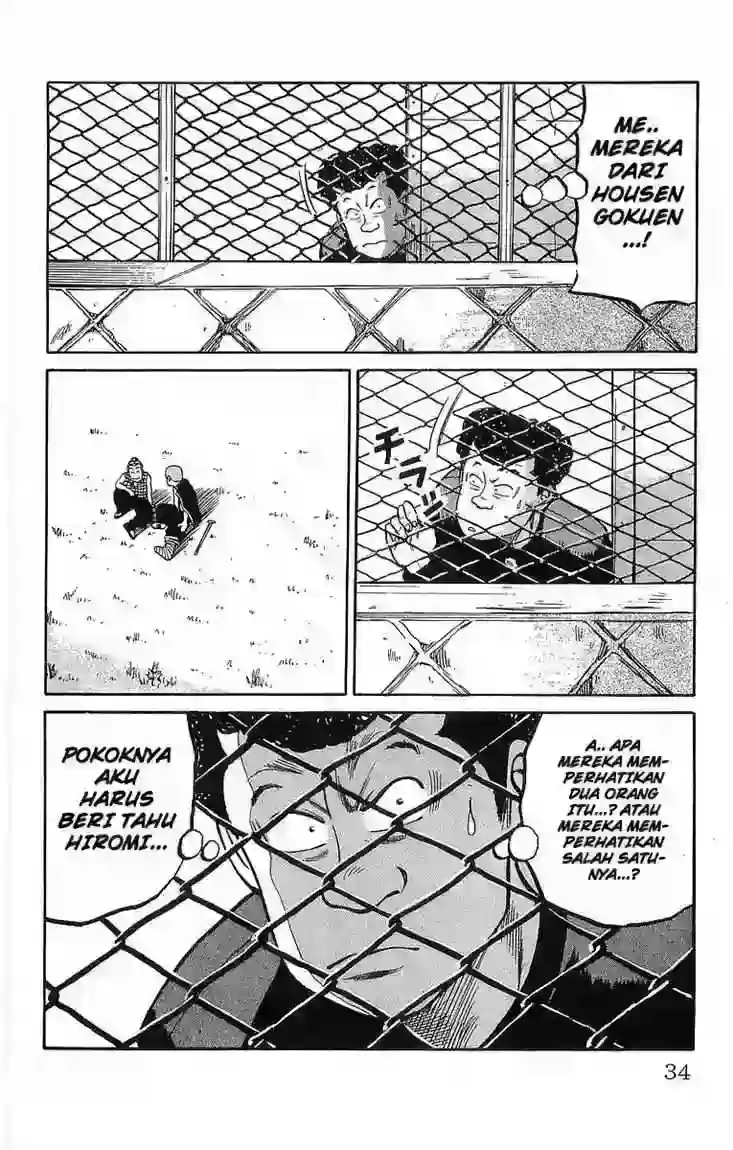 ME..
MEREKA
DARI
HOUSEN
GOKUEN
...!
チラッ
A.. APA
MEREKA MEM-
PERHATIKAN
DUA ORANG
ITU...? ATAU
MEREKA MEM-
PERHATIKAN
SALAH SATU-
NYA...?
POKOKNYA
AKU
HARUS
BERI TAHU
HIROMI...
34